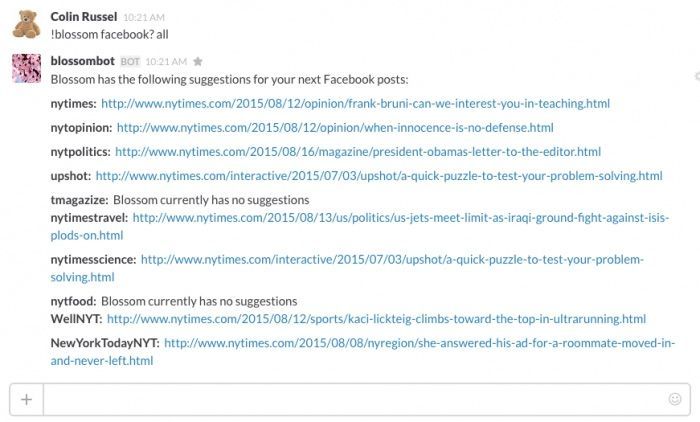 Colin Russel 10:21 AM
!blossom facebook? all
blossombot BOT 10:21 AM ★
Blossom has the following suggestions for your next Facebook posts:
nytimes: http://www.nytimes.com/2015/08/12/opinion/frank-bruni-can-we-interest-you-in-teaching.html
nytopinion: http://www.nytimes.com/2015/08/12/opinion/when-innocence-is-no-defense.html
nytpolitics: http://www.nytimes.com/2015/08/16/magazine/president-obamas-letter-to-the-editor.html
upshot: http://www.nytimes.com/interactive/2015/07/03/upshot/a-quick-puzzle-to-test-your-problem-solving.html
tmagazize: Blossom currently has no suggestions
nytimestravel: http://www.nytimes.com/2015/08/13/us/politics/us-jets-meet-limit-as-iraqi-ground-fight-against-isis-
plods-on.html
nytimesscience: http://www.nytimes.com/interactive/2015/07/03/upshot/a-quick-puzzle-to-test-your-problem-
solving.html
nytfood: Blossom currently has no suggestions
WellNYT: http://www.nytimes.com/2015/08/12/sports/kaci-lickteig-climbs-toward-the-top-in-ultrarunning.html
NewYorkTodayNYT: http://www.nytimes.com/2015/08/08/nyregion/she-answered-his-ad-for-a-roommate-moved-in-
and-never-left.html